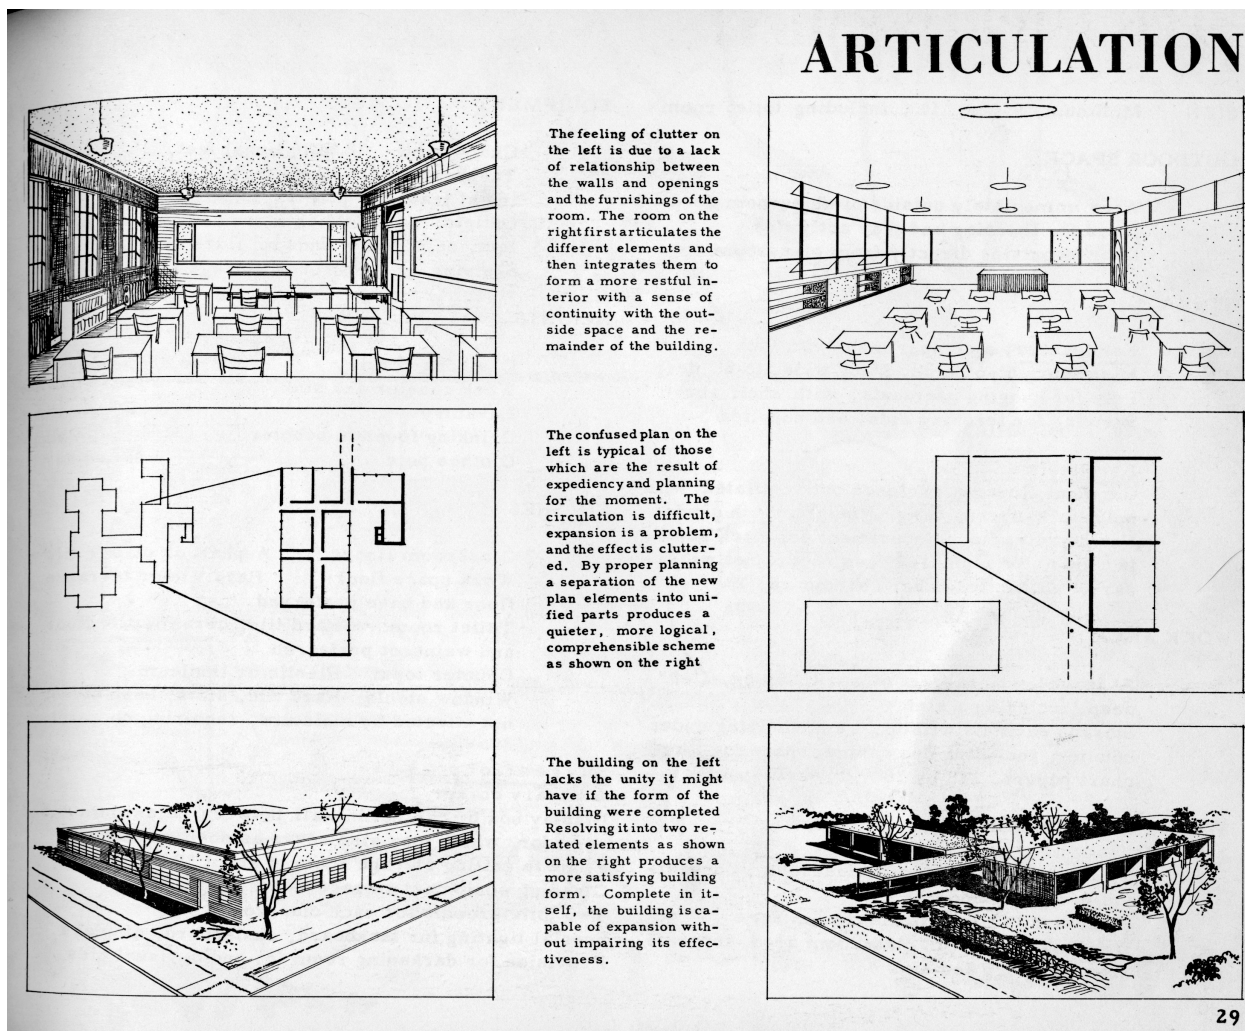 ARTICULATION
The feeling of clutter on
the left is due to a lack
of relationship between
the walls and openings
and the furnishings of the
room. The room on the
right first articulates the
different elements and
then integrates them to
form a more restful in-
terior with a sense of
continuity with the out-
side space and the re-
mainder of the building.
The confused plan on the
left is typical of those
which are the result of
expediency and planning
for the moment. The
circulation is difficult,
expansion is a problem,
and the effect is clutter-
ed. By proper planning
a separation of the new
plan elements into uni-
fied parts produces a
quieter, more logical,
comprehensible scheme
as shown on the right
The building on the left
lacks the unity it might
have if the form of the
building were completed
Resolving it into two re-
lated elements as shown
on the right produces a
more satisfying building
form. Complete in it-
self, the building is ca-
pable of expansion with-
out impairing its effec-
tiveness.
29